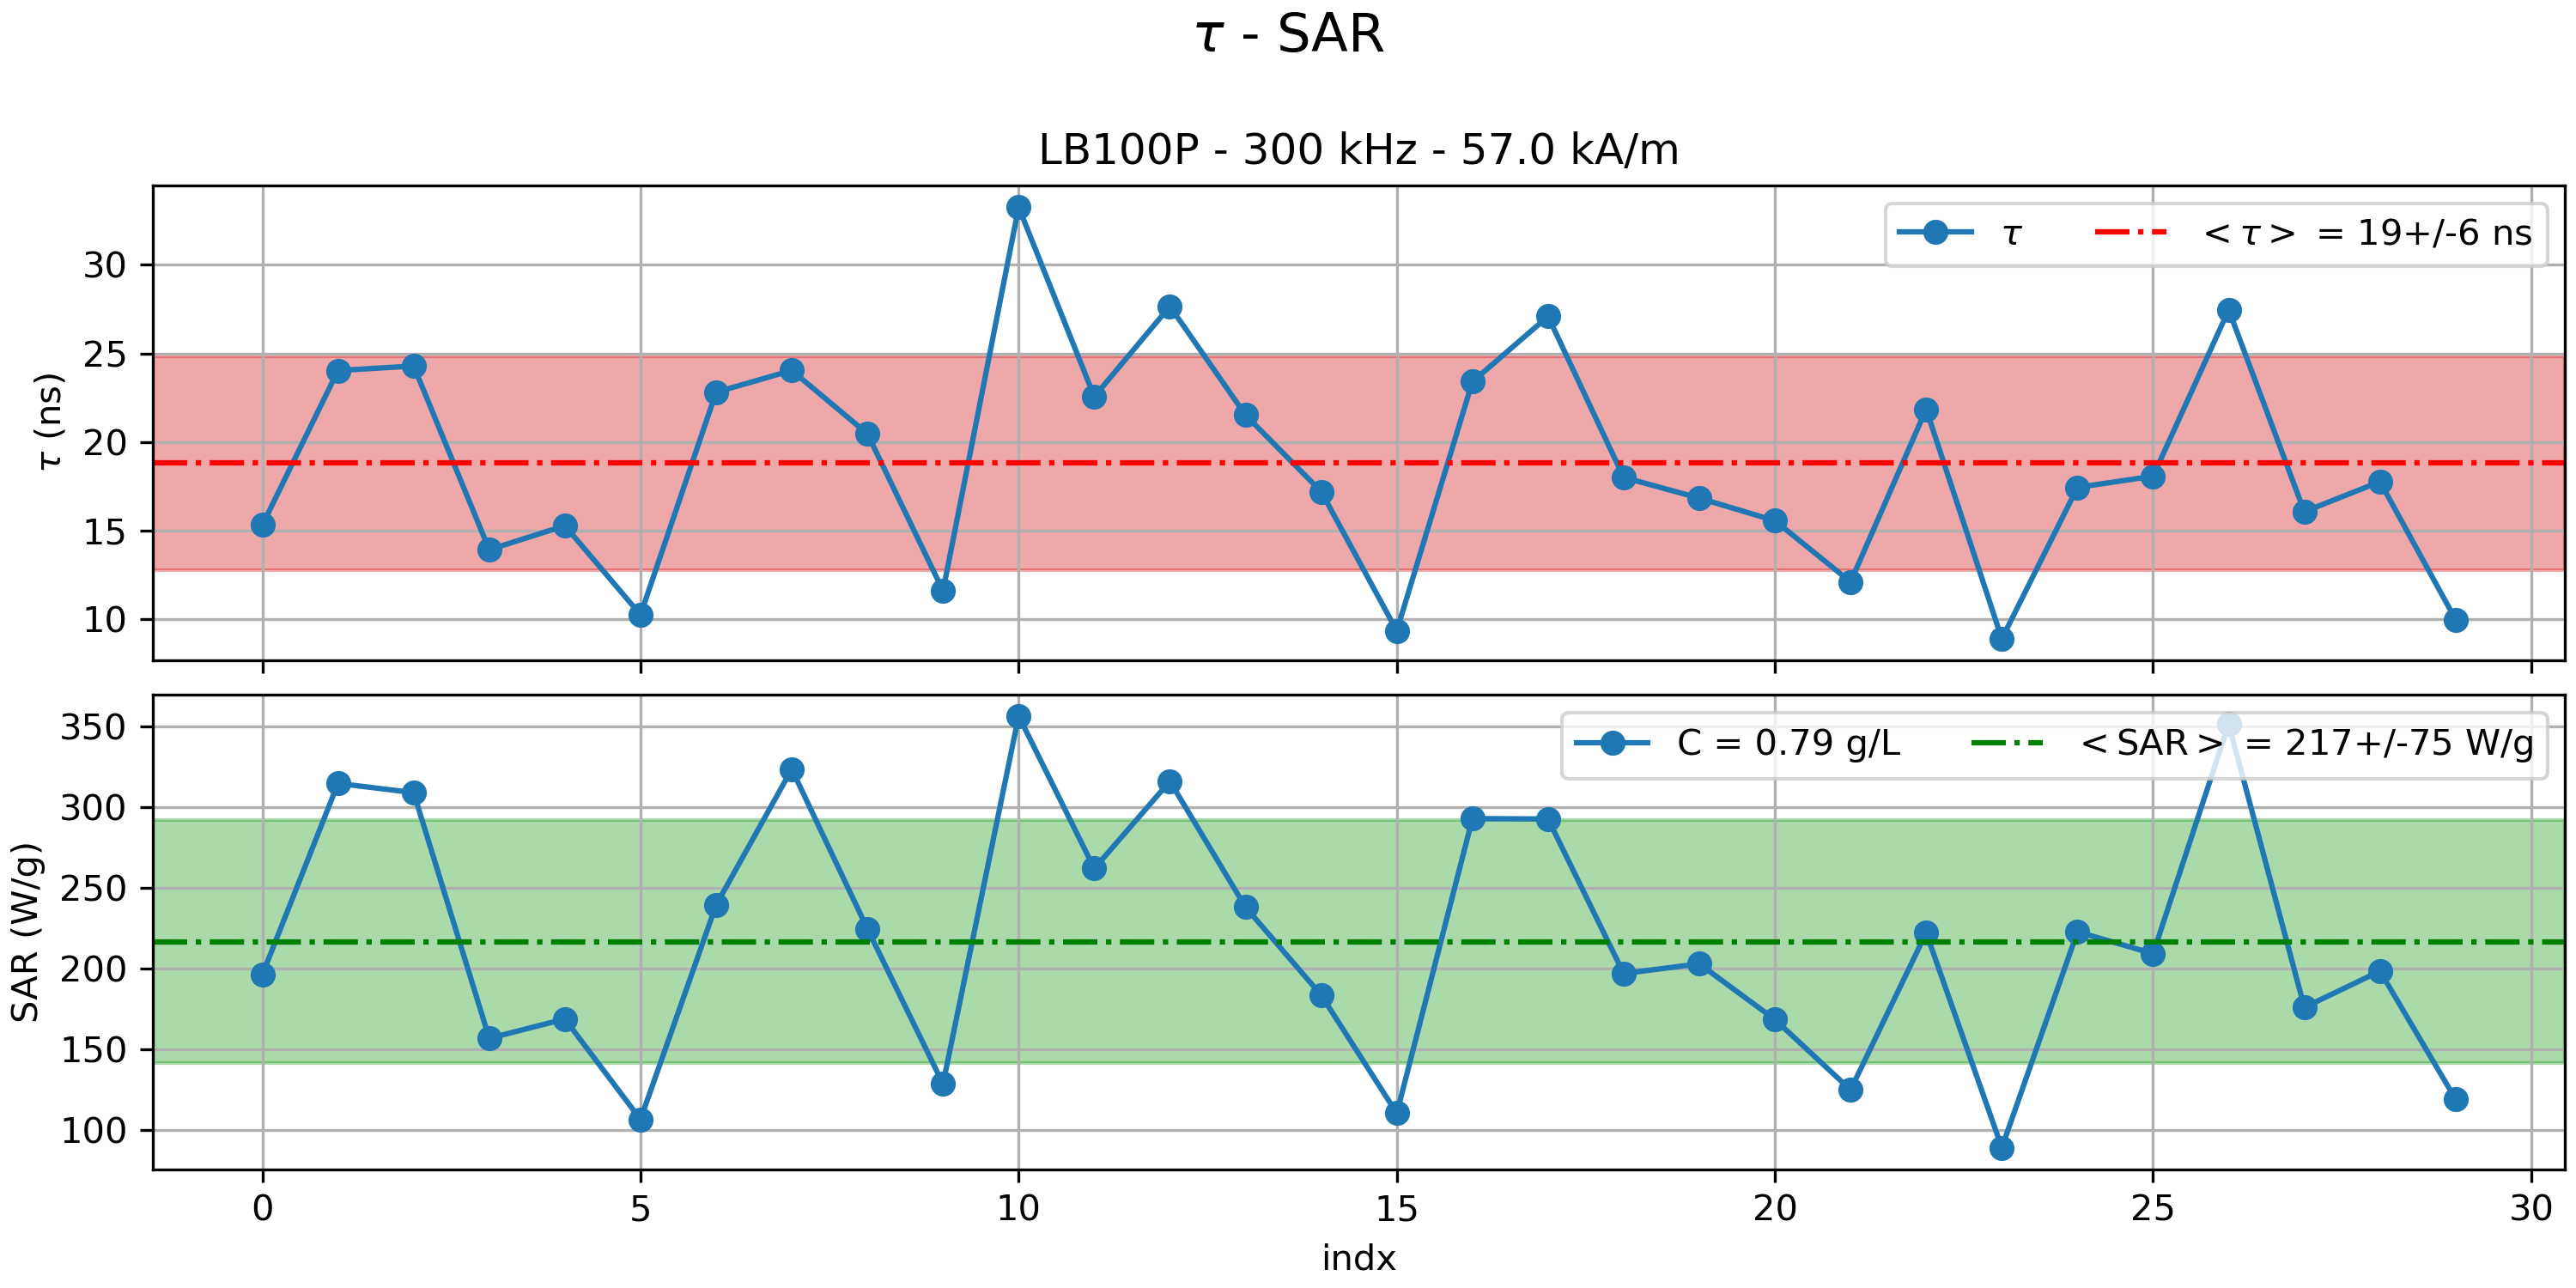 τ - SAR
LB100P - 300 kHz - 57.0 kA/m
τ
<τ> = 19+/-6 ns
30
25
20
15
10
τ (ns)
C = 0.79 g/L
<SAR> = 217+/-75 W/g
350
300
250
200
150
100
SAR (W/g)
0 5 10 15 20 25 30
indx